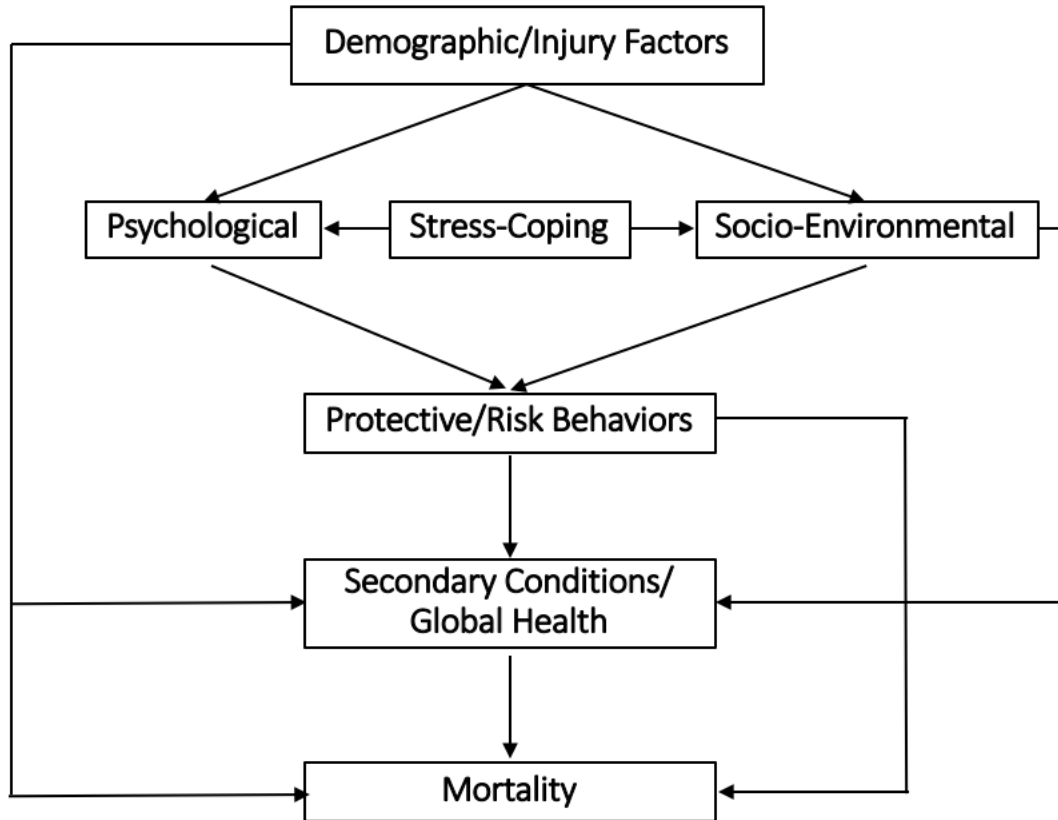 Demographic/Injury Factors
Psychological
Stress-Coping
Socio-Environmental
Protective/Risk Behaviors
Secondary Conditions/
Global Health
Mortality